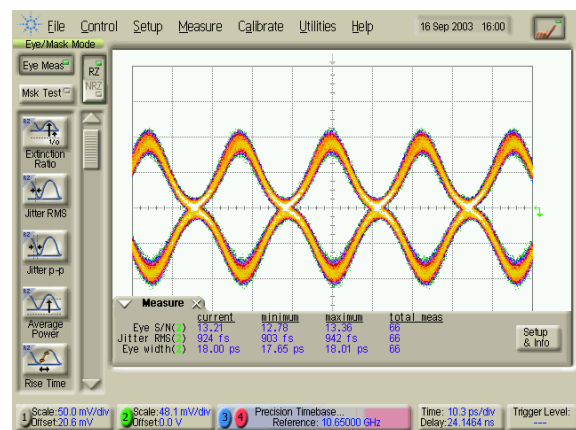 File Control Setup Measure Calibrate Utilities Help 16 Sep 2003 16:00
Eye/Mask Mode
Eye Meas
RZ
NRZ
Msk Test
Extinction
Ratio
Jitter RMS
Jitter p-p
Average
Power
Rise Time
Measure
current minimum maximum total meas
Eye S/N(2) 13.21 12.78 13.36 66
Jitter RMS(2) 924 fs 903 fs 942 fs 66
Eye width(2) 18.00 ps 17.65 ps 18.01 ps 66
Setup
& Info
1 Scale:50.0 mV/div 2 Scale:48.1 mV/div 3 4 Precision Timebase... Time: 10.3 ps/div Trigger Level:
Offset:20.6 mV Offset:0.0 V Reference: 10.65000 GHz Delay:24.1464 ns ---